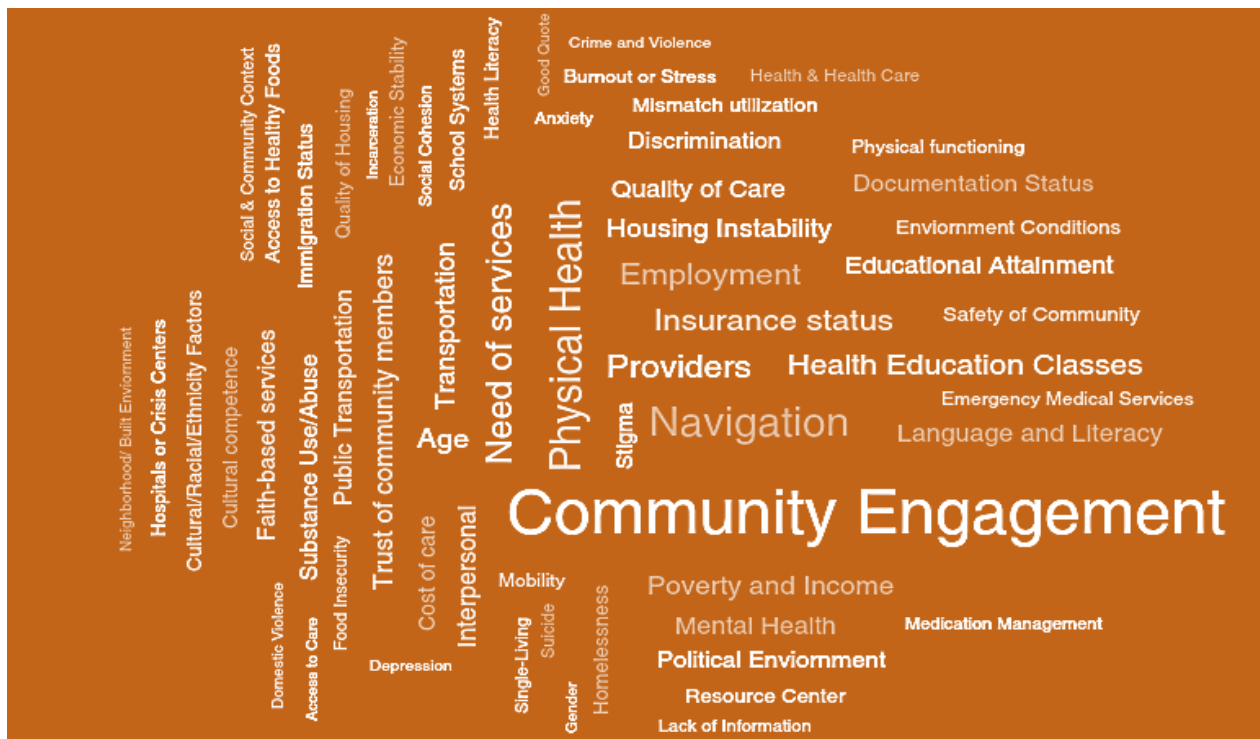 Neighborhood/ Built Enviornment
Hospitals or Crisis Centers
Cultural/Racial/Ethnicity Factors
Cultural competence
Social & Community Context
Access to Healthy Foods
Faith-based services
Domestic Violence
Immigration Status
Substance Use/Abuse
Access to Care
Quality of Housing
Public Transportation
Food Insecurity
Incarceration
Economic Stability
Trust of community members
Depression
Social Cohesion
School Systems
Transportation
Age
Cost of care
Interpersonal
Health Literacy
Need of services
Good Quote
Crime and Violence
Burnout or Stress
Health & Health Care
Anxiety
Mismatch utilization
Discrimination
Physical functioning
Quality of Care
Documentation Status
Physical Health
Housing Instability
Enviornment Conditions
Employment
Educational Attainment
Insurance status
Safety of Community
Providers
Health Education Classes
Stigma
Navigation
Emergency Medical Services
Language and Literacy
Community Engagement
Mobility
Single-Living
Suicide
Gender
Homelessness
Poverty and Income
Mental Health
Medication Management
Political Enviornment
Resource Center
Lack of Information